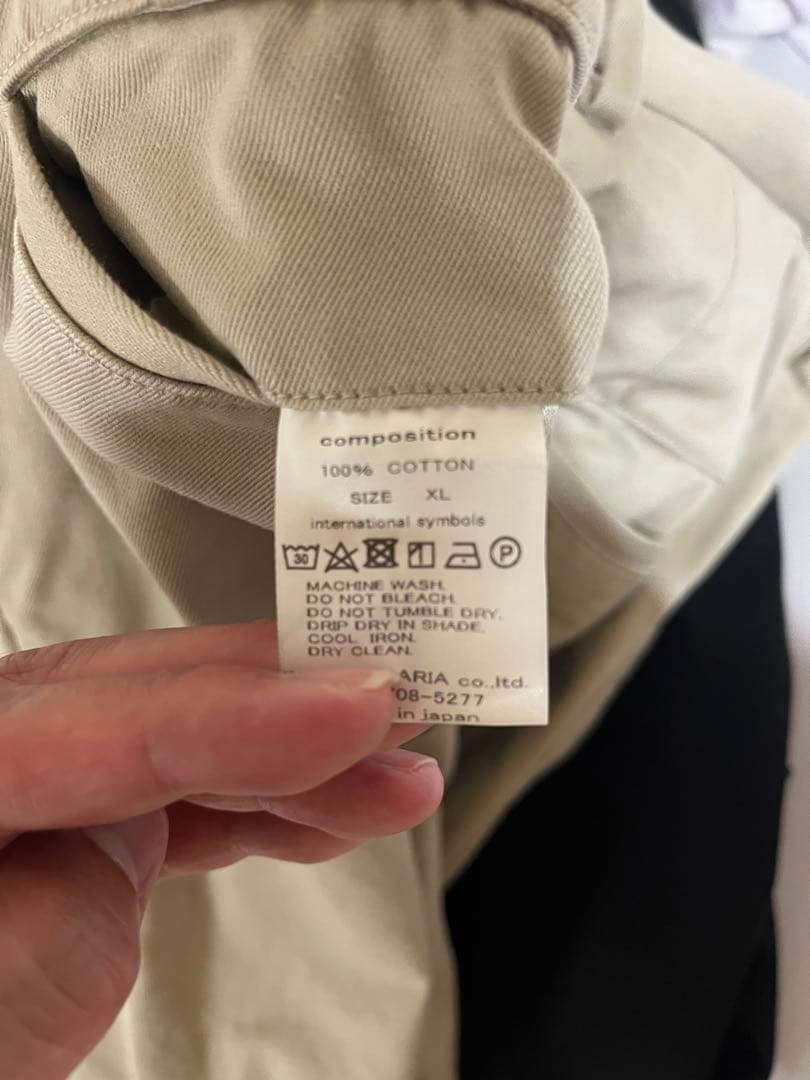 composition
100% COTTON
SIZE XL
international symbols
30 P
MACHINE WASH.
DO NOT BLEACH.
DO NOT TUMBLE DRY.
DRIP DRY IN SHADE.
COOL IRON.
DRY CLEAN.
ARIA co.,ltd.
08-5277
in japan